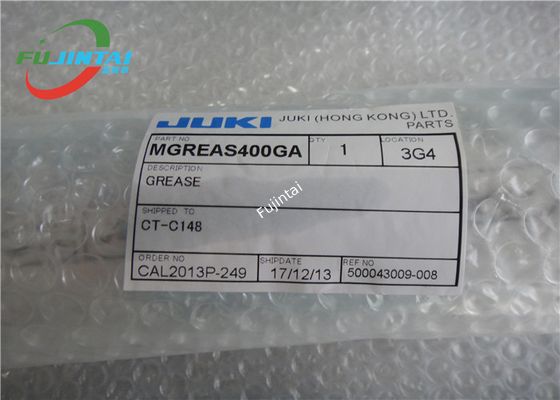 FUJINTAI
JUKI JUKI (HONG KONG) LTD.
PARTS
PART NO QTY LOCATION
MGREAS400GA 1 3G4
DESCRIPTION
GREASE
SHIPPED TO
CT-C148
ORDER NO SHIPDATE REF NO
CAL2013P-249 17/12/13 500043009-008
Fujintai